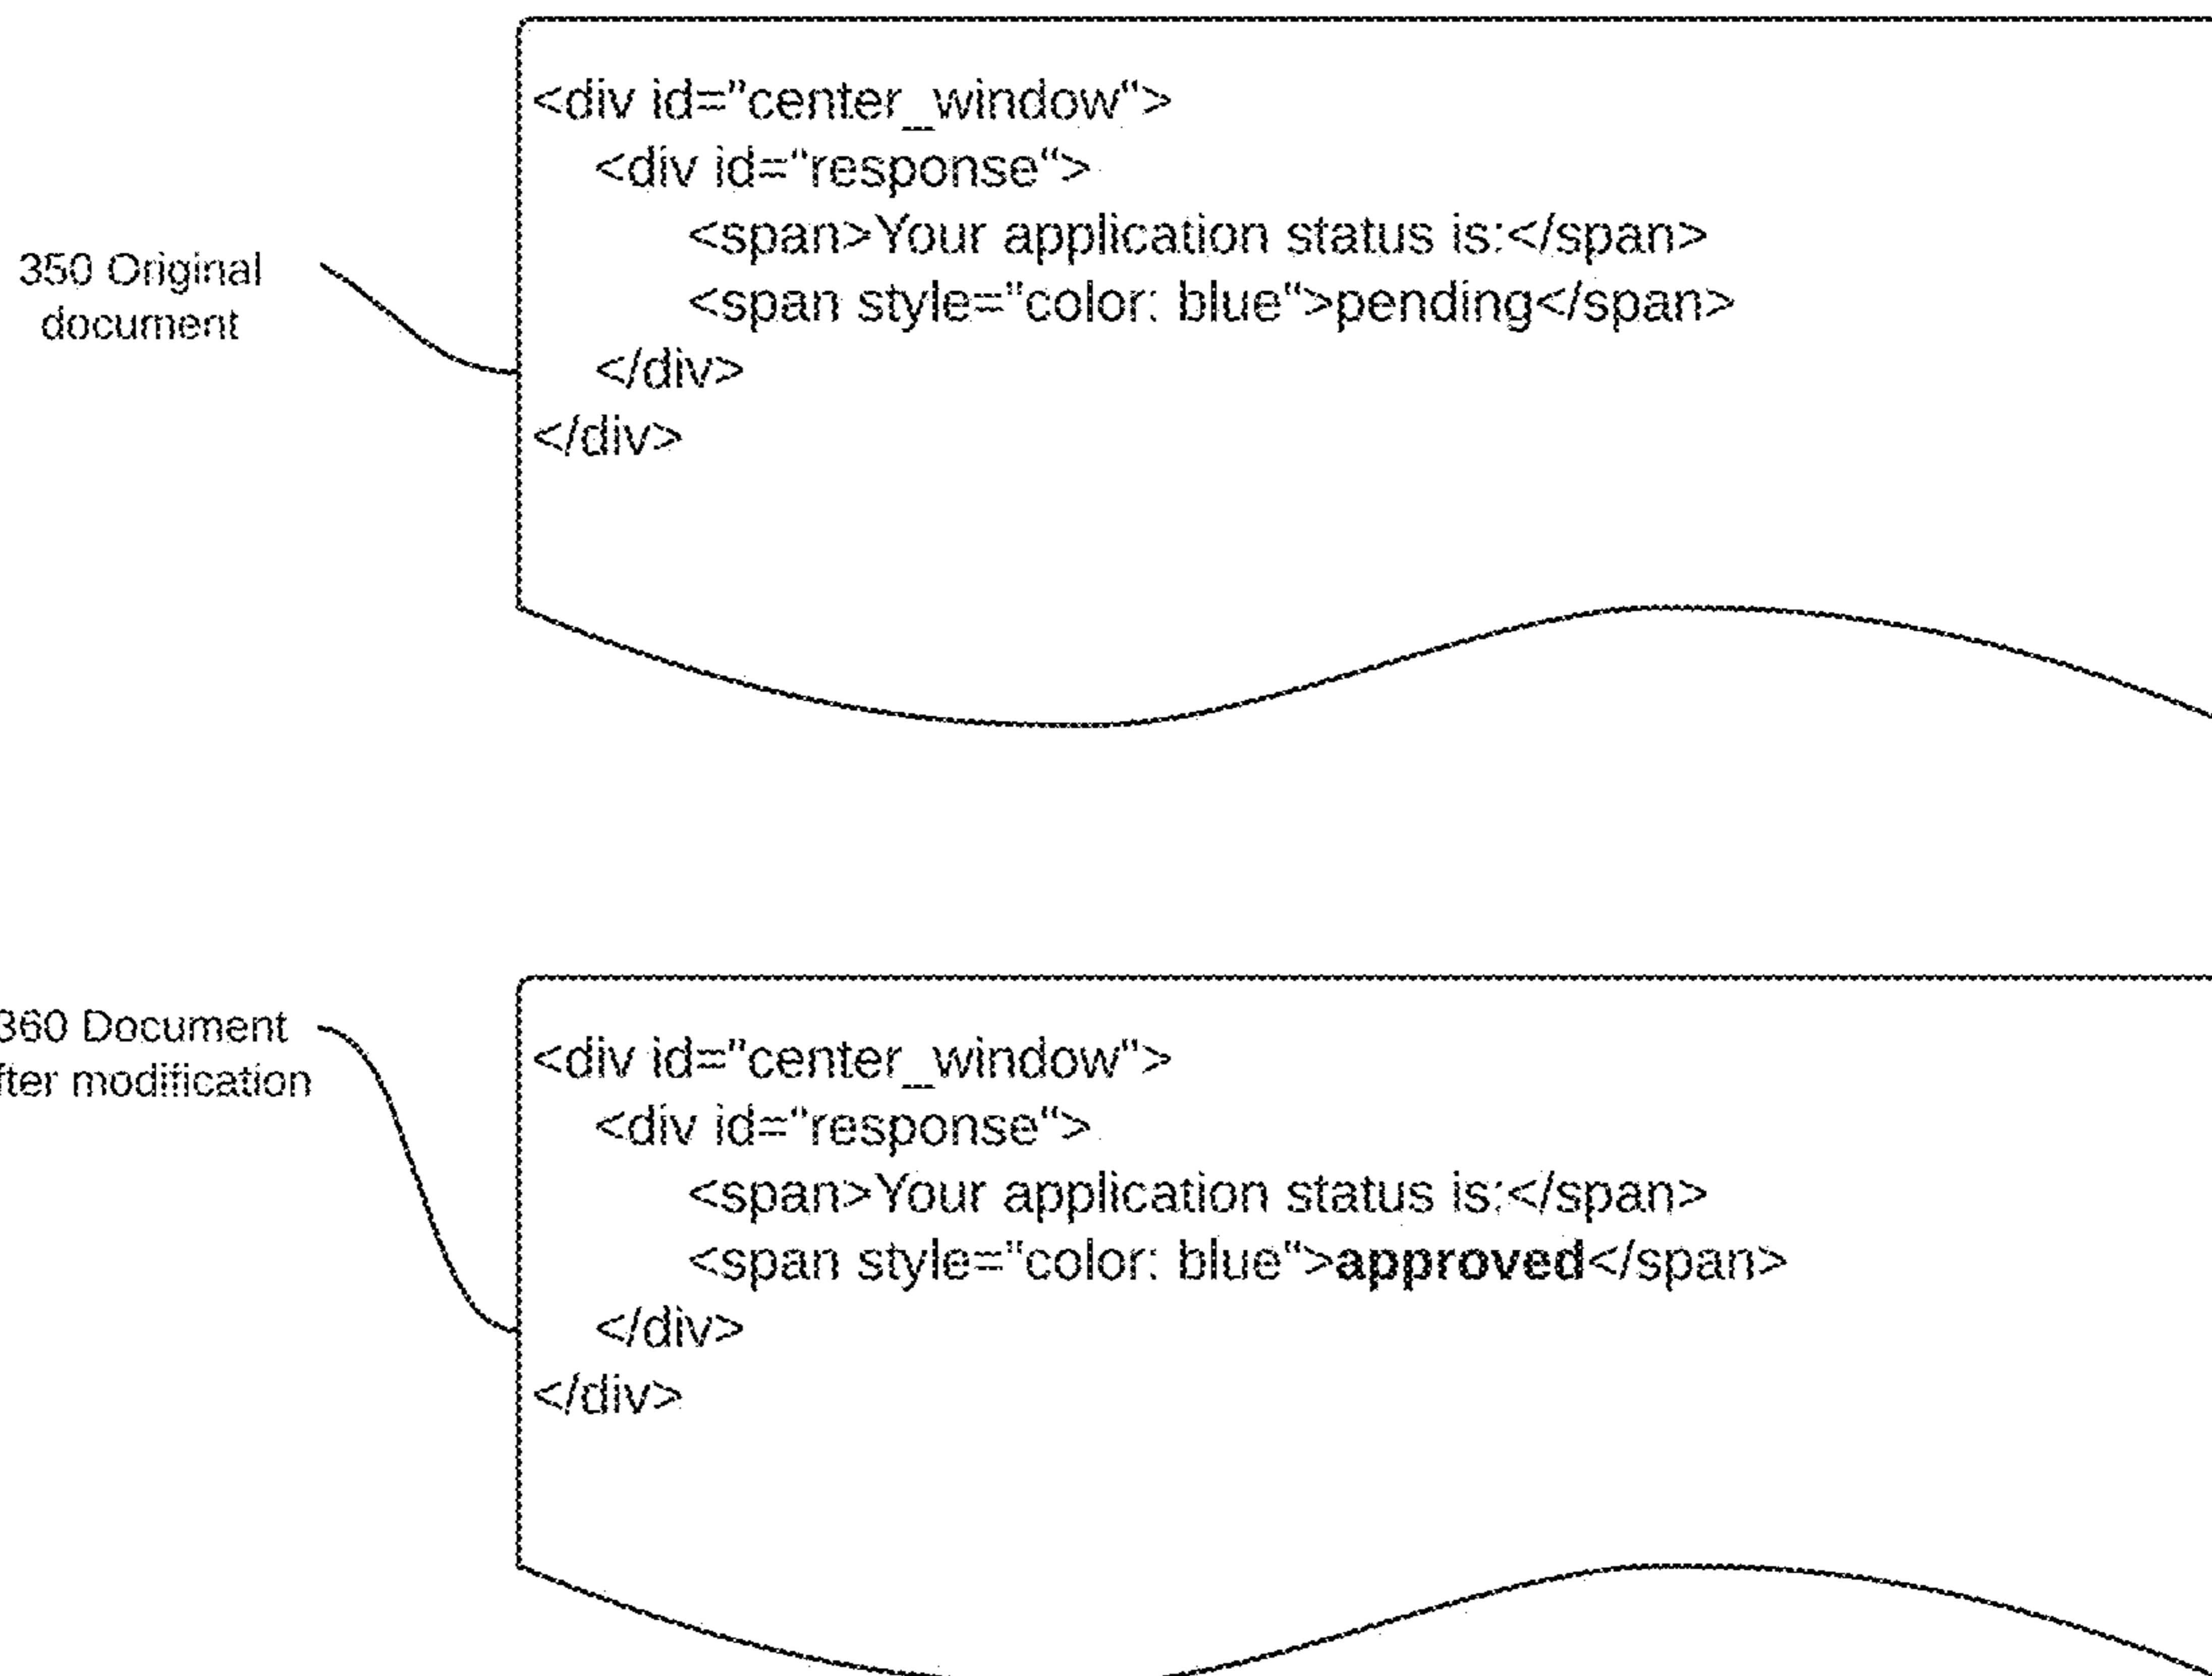 <div id="center_window“>
<div id=“response“>
<span>Your application status is:</span>
<span style="color: blue“>pending</span>
</div>
</div>
350 Original
document
360 Document
fter modification
<div id="center_window“>
<div id=“response“>
<span>Your application status is:</span>
<span style="color: blue“>approved</span>
</div>
</div>